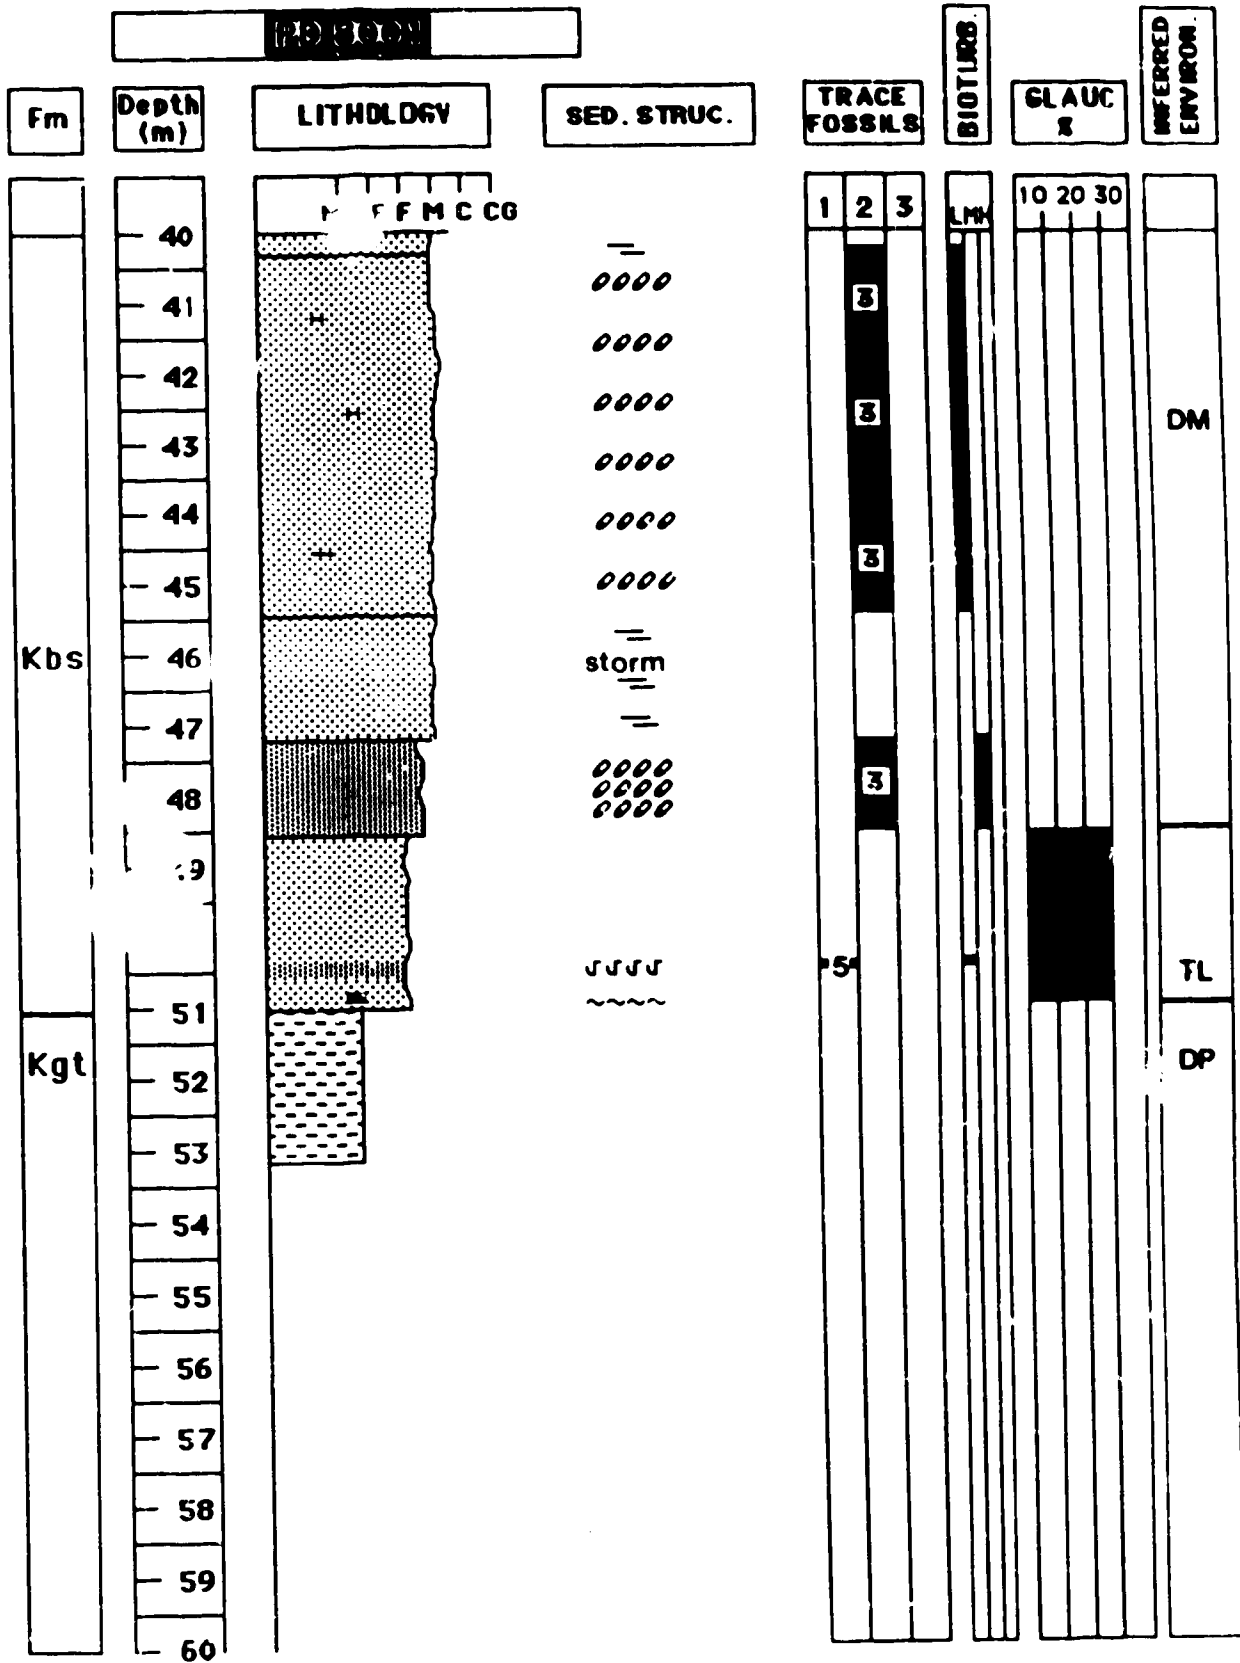 Fm
Depth
(m)
LITHOLOGY
SED. STRUC.
TRACE
FOSSILS
BIOTURB.
GLAUC
%
INFERRED
ENVIRON.
F F M C CG
1 2 3
LMH
10 20 30
40
41
42
43
44
45
46
47
48
51
52
53
54
55
56
57
58
59
60
Kbs
Kgt
storm
3
3
3
3
5
DM
TL
DP